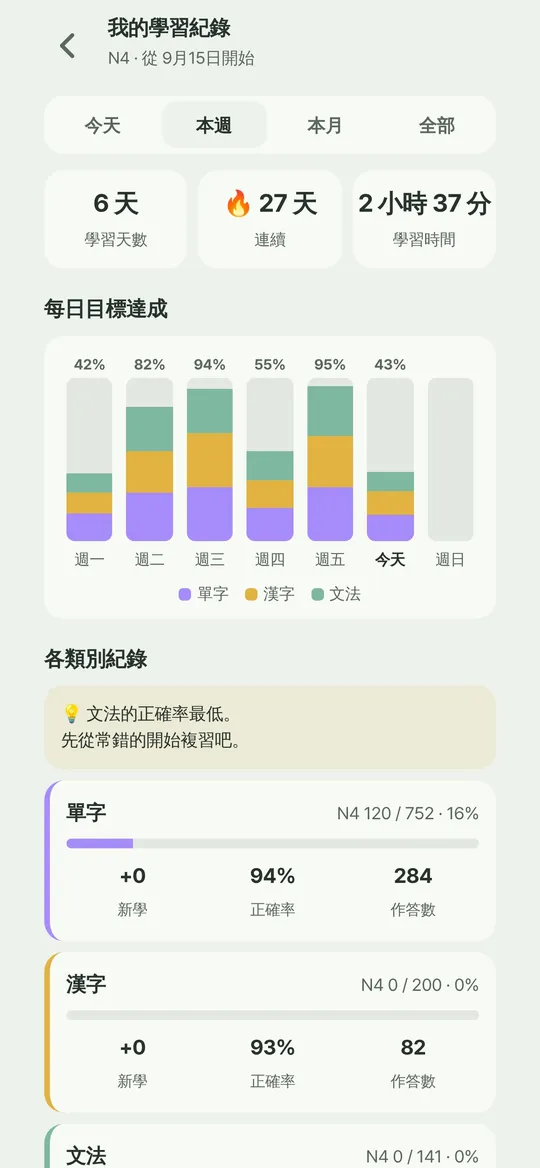 我的學習紀錄
N4 · 從 9月15日開始
今天 本週 本月 全部
6 天 🔥 27 天 2 小時 37 分
學習天數 連續 學習時間
每日目標達成
42% 82% 94% 55% 95% 43%
週一 週二 週三 週四 週五 今天 週日
單字 漢字 文法
各類別紀錄
💡 文法的正確率最低。
先從常錯的開始複習吧。
單字 N4 120 / 752 · 16%
+0 94% 284
新學 正確率 作答數
漢字 N4 0 / 200 · 0%
+0 93% 82
新學 正確率 作答數
文法 N4 0 / 141 · 0%